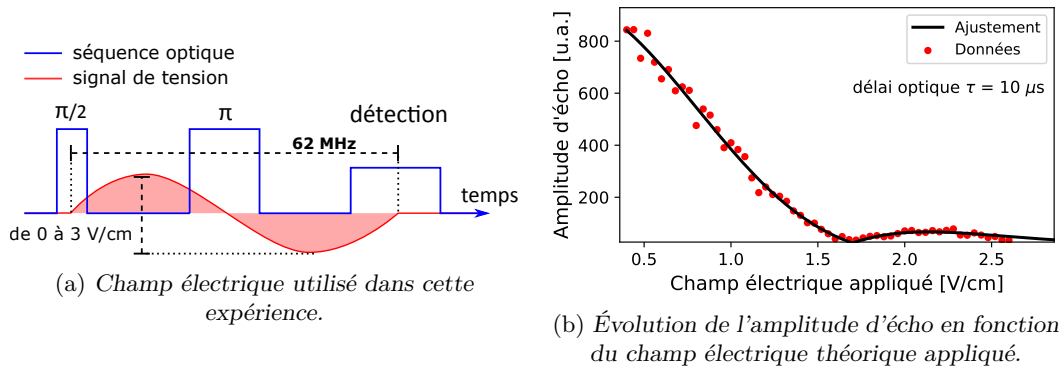 séquence optique
signal de tension
π/2
π
détection
62 MHz
temps
de 0 à 3 V/cm
(a) Champ électrique utilisé dans cette
expérience.
Amplitude d'écho [u.a.]
800
600
400
200
Ajustement
Données
délai optique τ = 10 μs
0.5
1.0
1.5
2.0
2.5
Champ électrique appliqué [V/cm]
(b) Évolution de l'amplitude d'écho en fonction
du champ électrique théorique appliqué.